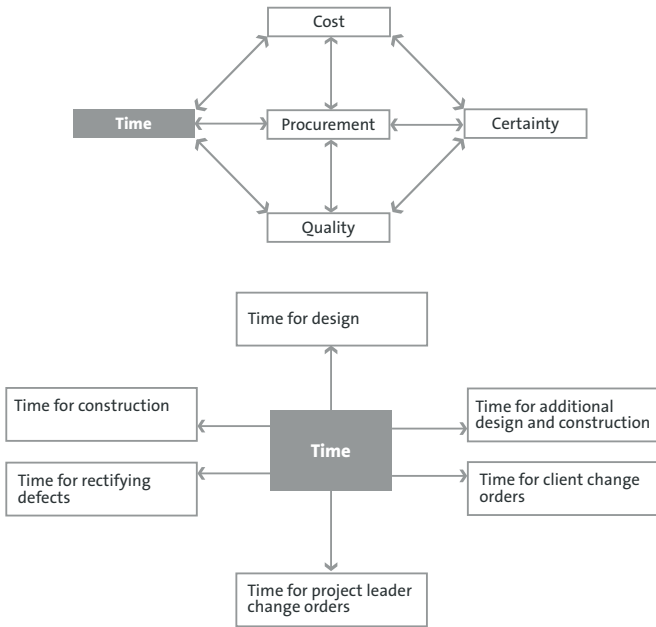 Cost
Time
Procurement
Certainty
Quality
Time for design
Time for construction
Time for additional
design and construction
Time
Time for rectifying
defects
Time for client change
orders
Time for project leader
change orders